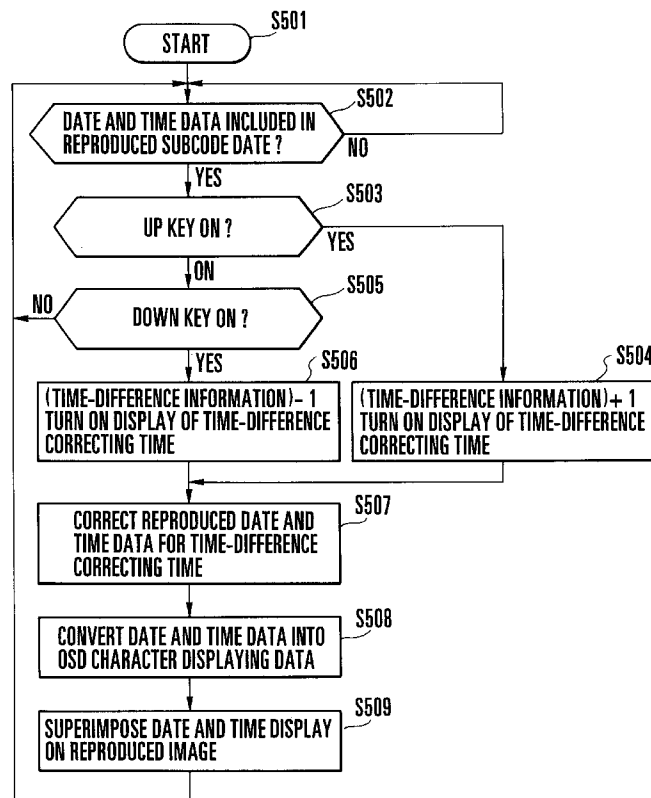 S501
START
S502
DATE AND TIME DATA INCLUDED IN
REPRODUCED SUBCODE DATE ?
NO
YES
S503
UP KEY ON ?
YES
ON
S505
NO
DOWN KEY ON ?
YES
S506
(TIME-DIFFERENCE INFORMATION) - 1
TURN ON DISPLAY OF TIME-DIFFERENCE
CORRECTING TIME
S504
(TIME-DIFFERENCE INFORMATION) + 1
TURN ON DISPLAY OF TIME-DIFFERENCE
CORRECTING TIME
S507
CORRECT REPRODUCED DATE AND
TIME DATA FOR TIME-DIFFERENCE
CORRECTING TIME
S508
CONVERT DATE AND TIME DATA INTO
OSD CHARACTER DISPLAYING DATA
S509
SUPERIMPOSE DATE AND TIME DISPLAY
ON REPRODUCED IMAGE